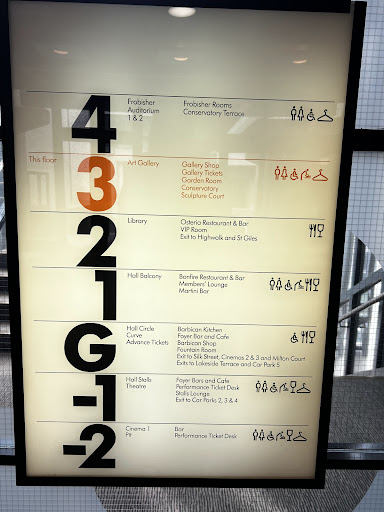 4
Frobisher
Auditorium
1 & 2
Frobisher Rooms
Conservatory Terrace
This floor
3
Art Gallery
Gallery Shop
Gallery Tickets
Garden Room
Conservatory
Sculpture Court
2
Library
Osteria Restaurant & Bar
VIP Room
Exit to Highwalk and St Giles
1
Hall Balcony
Bonfire Restaurant & Bar
Members' Lounge
Martini Bar
G
Hall Circle
Curve
Advance Tickets
Barbican Kitchen
Foyer Bar and Cafe
Barbican Shop
Fountain Room
Exit to Silk Street, Cinemas 2 & 3 and Milton Court
Exits to Lakeside Terrace and Car Park 5
-1
Hall Stalls
Theatre
Foyer Bars and Cafe
Performance Ticket Desk
Stalls Lounge
Exit to Car Parks 2, 3 & 4
-2
Cinema 1
Pit
Bar
Performance Ticket Desk